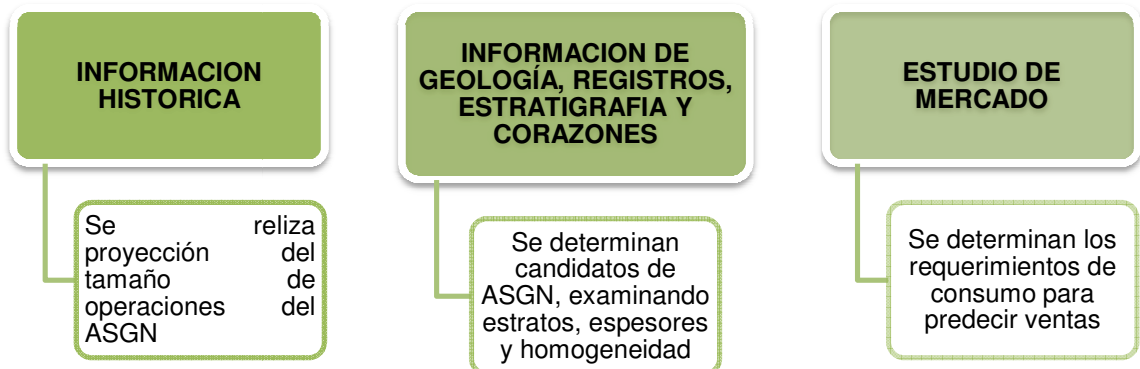 INFORMACION
HISTORICA
Se reliza
proyección del
tamaño de
operaciones del
ASGN
INFORMACION DE
GEOLOGÍA, REGISTROS,
ESTRATIGRAFIA Y
CORAZONES
Se determinan
candidatos de
ASGN, examinando
estratos, espesores
y homogeneidad
ESTUDIO DE
MERCADO
Se determinan los
requerimientos de
consumo para
predecir ventas